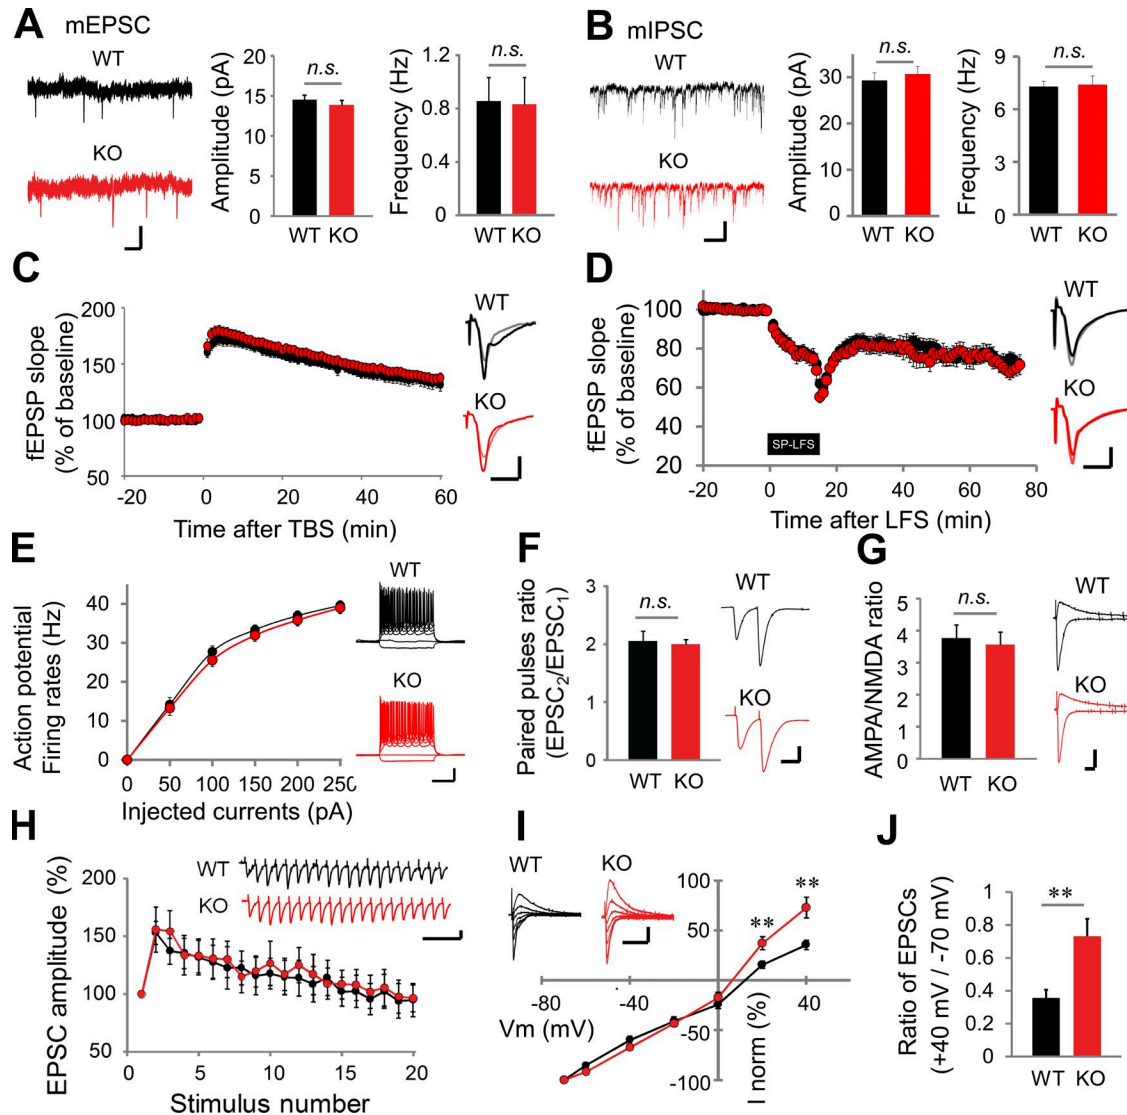 A
mEPSC
WT
KO
Amplitude (pA)
20
15
10
5
0
n.s.
WT KO
Frequency (Hz)
1.2
0.8
0.4
0
n.s.
WT KO
B
mIPSC
WT
KO
Amplitude (pA)
30
20
10
0
n.s.
WT KO
Frequency (Hz)
9
6
3
0
n.s.
WT KO
C
fEPSP slope
(% of baseline)
200
150
100
50
-20 0 20 40 60
Time after TBS (min)
WT
KO
D
fEPSP slope
(% of baseline)
100
80
60
40
20
SP-LFS
-20 0 20 40 60 80
Time after LFS (min)
WT
KO
E
Action potential
Firing rates (Hz)
40
30
20
10
0
0 50 100 150 200 250
Injected currents (pA)
WT
KO
F
Paired pulses ratio
(EPSC₂/EPSC₁)
3
2
1
0
n.s.
WT KO
WT
KO
G
AMPA/NMDA ratio
5
4
3
2
1
0
n.s.
WT KO
WT
KO
H
EPSC amplitude (%)
200
150
100
50
0 5 10 15 20
Stimulus number
WT
KO
I
WT
KO
100
50
-50
-100
-80 -40 0 40
Vm (mV)
I norm (%)
**
**
J
Ratio of EPSCs
(+40 mV / -70 mV)
1
0.8
0.6
0.4
0.2
0
**
WT KO